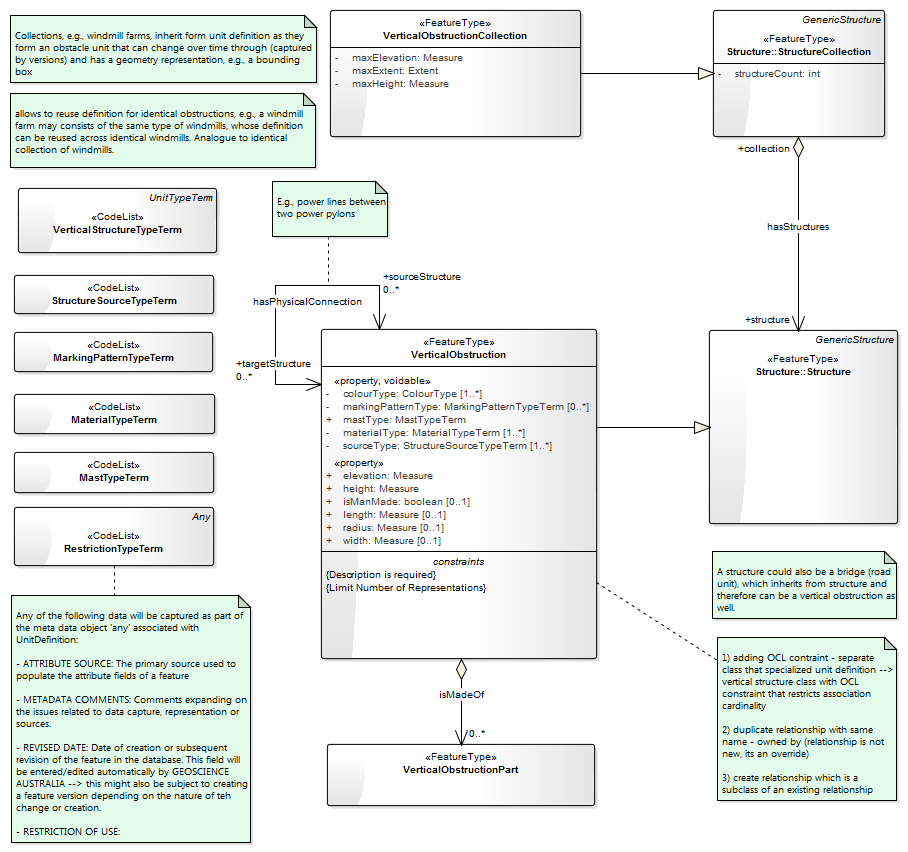 Collections, e.g., windmill farms, inherit form unit definition as they
form an obstacle unit that can change over time through (captured
by versions) and has a geometry representation, e.g., a bounding
box
allows to reuse definition for identical obstructions, e.g., a windmill
farm may consists of the same type of windmills, whose definition
can be reused across identical windmills. Analogue to identical
collection of windmills.
«FeatureType»
VerticalObstructionCollection
- maxElevation: Measure
- maxExtent: Extent
- maxHeight: Measure
GenericStructure
«FeatureType»
Structure::StructureCollection
- structureCount: int
+collection
hasStructures
+structure
UnitTypeTerm
«CodeList»
VerticalStructureTypeTerm
«CodeList»
StructureSourceTypeTerm
«CodeList»
MarkingPatternTypeTerm
«CodeList»
MaterialTypeTerm
«CodeList»
MastTypeTerm
Any
«CodeList»
RestrictionTypeTerm
E.g., power lines between
two power pylons
+sourceStructure
0..*
hasPhysicalConnection
+targetStructure
0..*
«FeatureType»
VerticalObstruction
«property, voidable»
- colourType: ColourType [1..*]
- markingPatternType: MarkingPatternTypeTerm [0..*]
+ mastType: MastTypeTerm
- materialType: MaterialTypeTerm [1..*]
- sourceType: StructureSourceTypeTerm [1..*]
«property»
+ elevation: Measure
+ height: Measure
+ isManMade: boolean [0..1]
+ length: Measure [0..1]
+ radius: Measure [0..1]
+ width: Measure [0..1]
constraints
{Description is required}
{Limit Number of Representations}
GenericStructure
«FeatureType»
Structure::Structure
A structure could also be a bridge (road
unit), which inherits from structure and
therefore can be a vertical obstruction as
well.
1) adding OCL contraint - separate
class that specialized unit definition -->
vertical structure class with OCL
constraint that restricts association
cardinality
2) duplicate relationship with same
name - owned by (relationship is not
new, its an override)
3) create relationship which is a
subclass of an existing relationship
isMadeOf
0..*
«FeatureType»
VerticalObstructionPart
Any of the following data will be captured as part of
the meta data object 'any' associated with
UnitDefinition:
- ATTRIBUTE SOURCE: The primary source used to
populate the attribute fields of a feature
- METADATA COMMENTS: Comments expanding on
the issues related to data capture, representation or
sources.
- REVISED DATE: Date of creation or subsequent
revision of the feature in the database. This field will
be entered/edited automatically by GEOSCIENCE
AUSTRALIA --> this might also be subject to creating
a feature version depending on the nature of teh
change or creation.
- RESTRICTION OF USE: